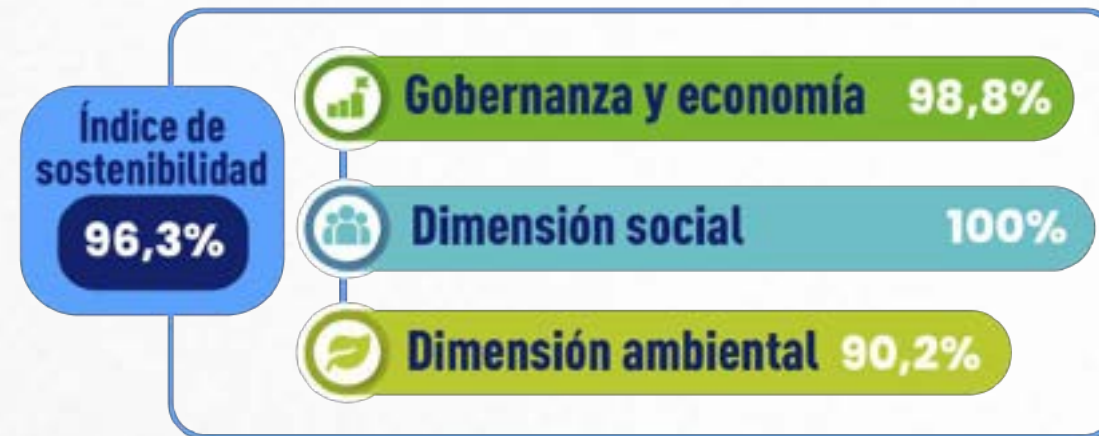 Índice de
sostenibilidad
96,3%
Gobernanza y economía 98,8%
Dimensión social 100%
Dimensión ambiental 90,2%